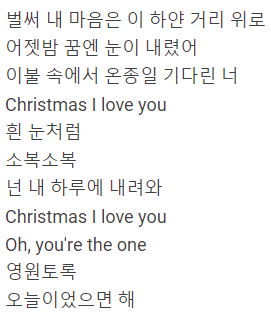 벌써 내 마음은 이 하얀 거리 위로
어젯밤 꿈엔 눈이 내렸어
이불 속에서 온종일 기다린 너
Christmas I love you
흰 눈처럼
소복소복
넌 내 하루에 내려와
Christmas I love you
Oh, you're the one
영원토록
오늘이었으면 해